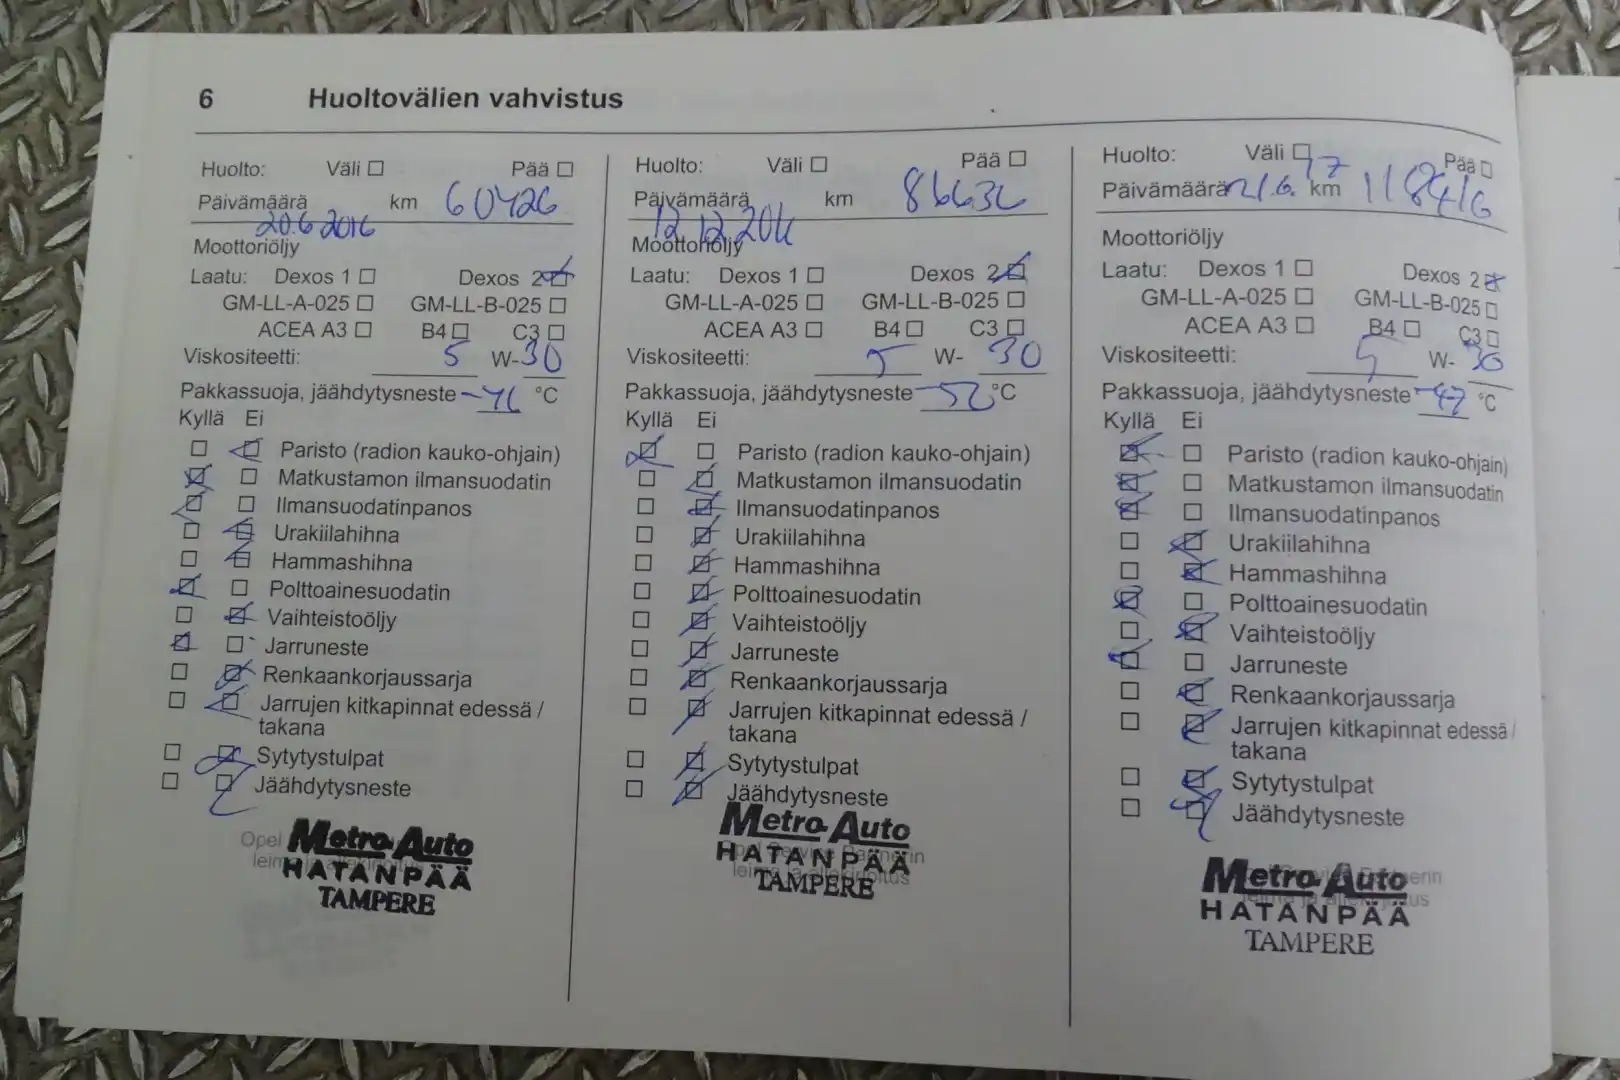 6 Huoltovälien vahvistus
Huolto: Väli Pää
Päivämäärä km 60426
20.6 2016
Moottoriöljy
Laatu: Dexos 1 Dexos 2
GM-LL-A-025 GM-LL-B-025
ACEA A3 B4 C3
Viskositeetti: 5 W-30
Pakkassuoja, jäähdytysneste °C
Kyllä Ei
Paristo (radion kauko-ohjain)
Matkustamon ilmansuodatin
Ilmansuodatinpanos
Urakiilahihna
Hammashihna
Polttoainesuodatin
Vaihteistoöljy
Jarruneste
Renkaankorjaussarja
Jarrujen kitkapinnat edessä /
takana
Sytytystulpat
Jäähdytysneste
Opel
Metro-Auto
HATANPÄÄ
TAMPERE
Huolto: Väli Pää
Päivämäärä km 86636
12.12.2016
Moottoriöljy
Laatu: Dexos 1 Dexos 2
GM-LL-A-025 GM-LL-B-025
ACEA A3 B4 C3
Viskositeetti: 5 W- 30
Pakkassuoja, jäähdytysneste -52 °C
Kyllä Ei
Paristo (radion kauko-ohjain)
Matkustamon ilmansuodatin
Ilmansuodatinpanos
Urakiilahihna
Hammashihna
Polttoainesuodatin
Vaihteistoöljy
Jarruneste
Renkaankorjaussarja
Jarrujen kitkapinnat edessä /
takana
Sytytystulpat
Jäähdytysneste
Metro-Auto
Opel Service Partnerin
HATANPÄÄ
leima ja allekirjoitus
TAMPERE
Huolto: Väli Pää
Päivämäärä 21.6. 17 km 118416
Moottoriöljy
Laatu: Dexos 1 Dexos 2
GM-LL-A-025 GM-LL-B-025
ACEA A3 B4 C3
Viskositeetti: 5 W- 30
Pakkassuoja, jäähdytysneste -47 °C
Kyllä Ei
Paristo (radion kauko-ohjain)
Matkustamon ilmansuodatin
Ilmansuodatinpanos
Urakiilahihna
Hammashihna
Polttoainesuodatin
Vaihteistoöljy
Jarruneste
Renkaankorjaussarja
Jarrujen kitkapinnat edessä /
takana
Sytytystulpat
Jäähdytysneste
Metro-Auto
HATANPÄÄ
TAMPERE